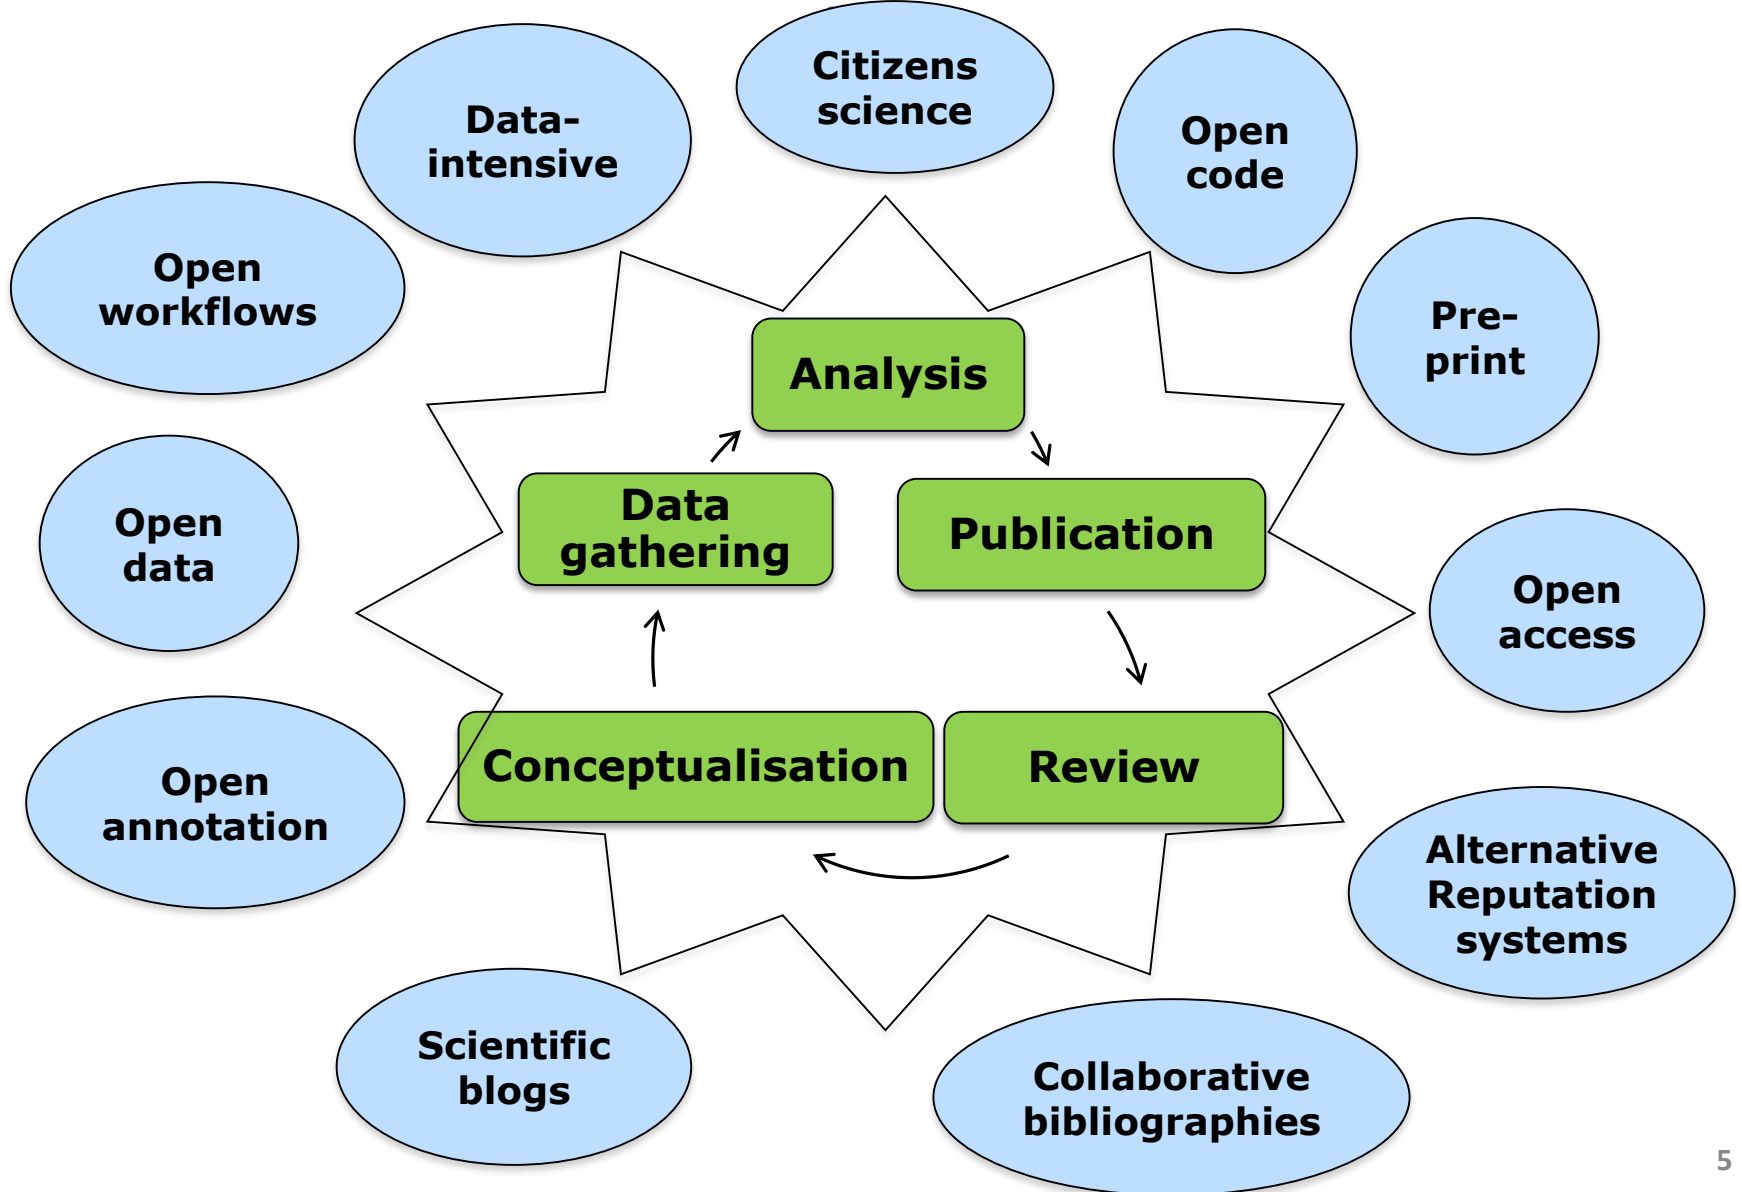 Citizens
science
Data-
intensive
Open
code
Open
workflows
Pre-
print
Analysis
Data
gathering
Publication
Open
data
Open
access
Conceptualisation
Review
Open
annotation
Alternative
Reputation
systems
Scientific
blogs
Collaborative
bibliographies
5